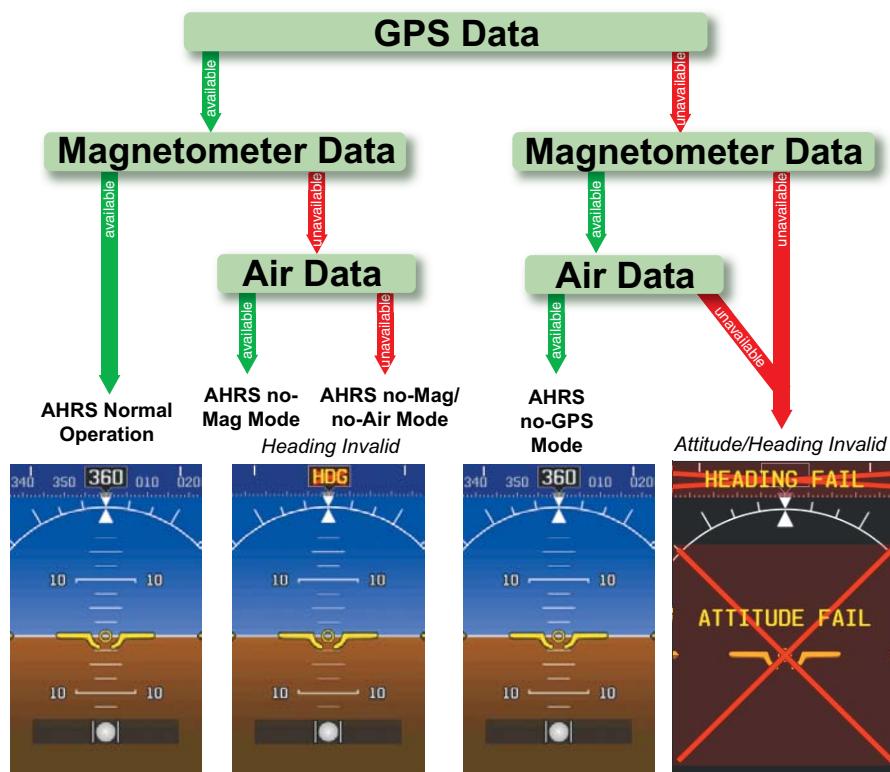 GPS Data
available
unavailable
Magnetometer Data
Magnetometer Data
available
unavailable
available
unavailable
Air Data
Air Data
available
unavailable
available
unavailable
AHRS Normal
Operation
AHRS no-
Mag Mode
AHRS no-Mag/
no-Air Mode
Heading Invalid
AHRS
no-GPS
Mode
Attitude/Heading Invalid
340 350 360 010 020
10 10
10 10
HDG
10 10
10 10
340 350 360 010 020
10 10
10 10
HEADING FAIL
ATTITUDE FAIL